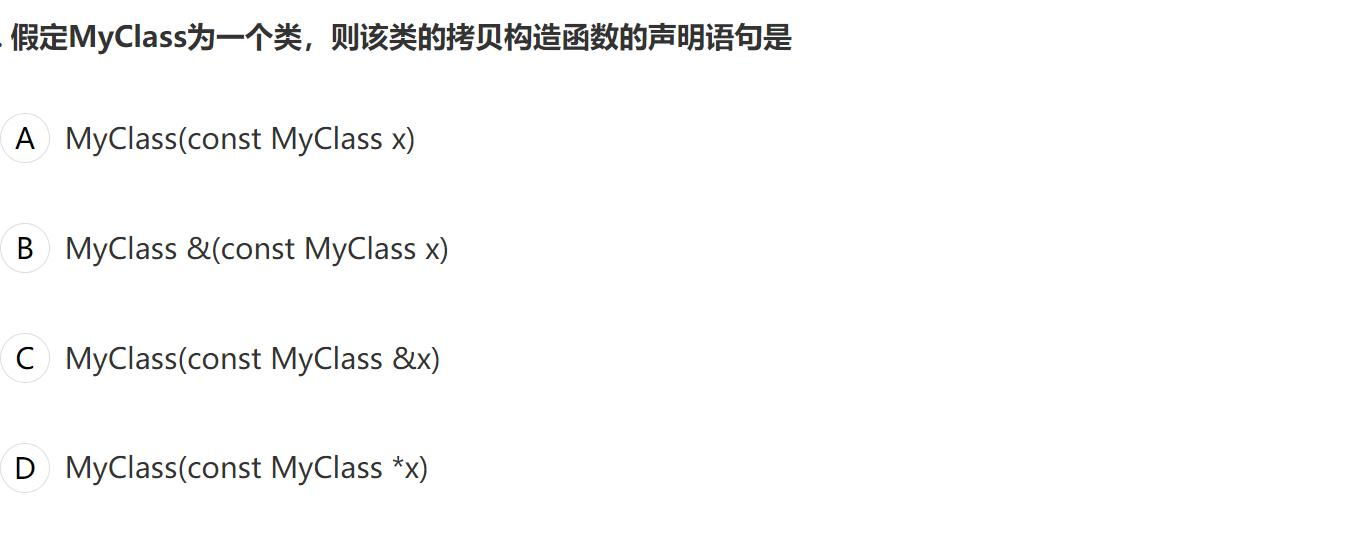 . 假定MyClass为一个类，则该类的拷贝构造函数的声明语句是
A MyClass(const MyClass x)
B MyClass &(const MyClass x)
C MyClass(const MyClass &x)
D MyClass(const MyClass *x)